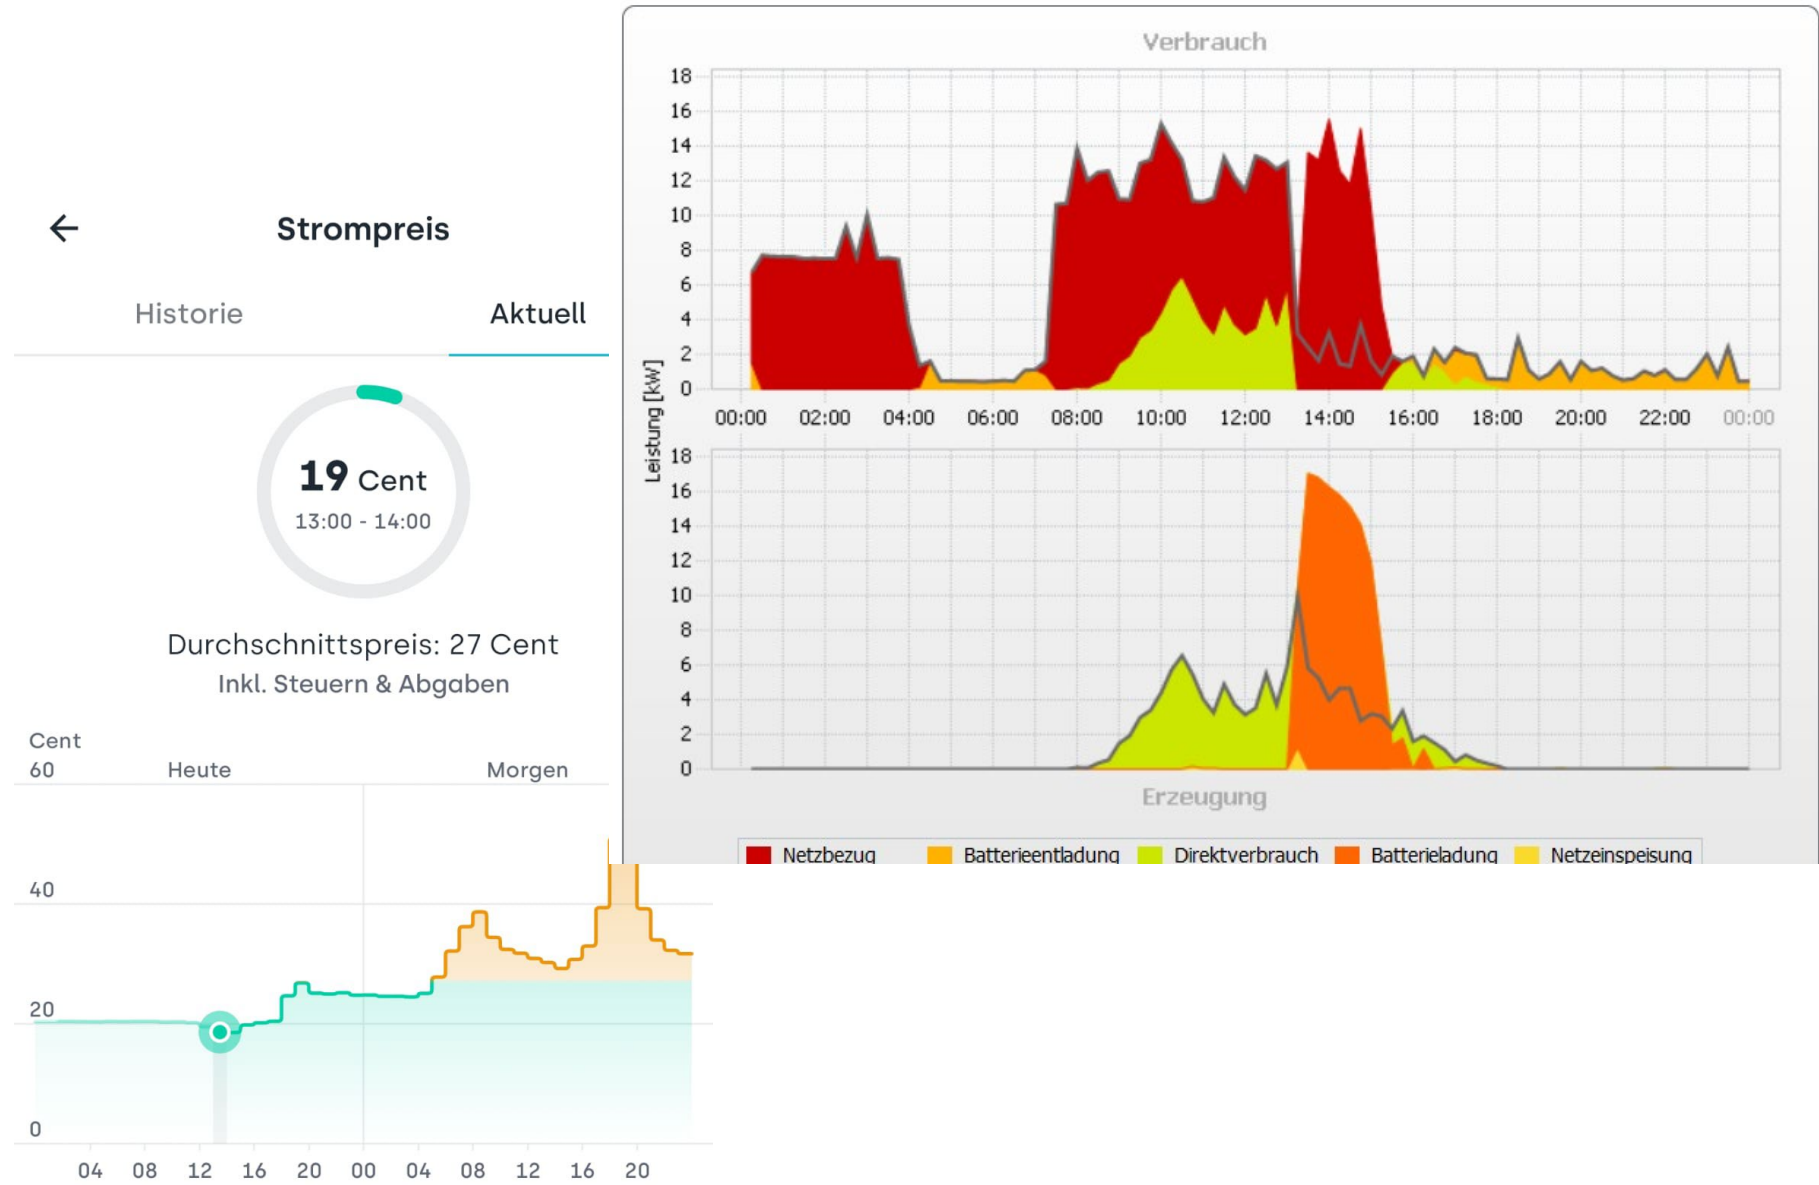 Strompreis
Historie Aktuell
19 Cent
13:00 - 14:00
Durchschnittspreis: 27 Cent
Inkl. Steuern & Abgaben
Cent
60 Heute Morgen
40
20
0
04 08 12 16 20 00 04 08 12 16 20
Verbrauch
18
16
14
12
10
8
6
4
2
0
00:00 02:00 04:00 06:00 08:00 10:00 12:00 14:00 16:00 18:00 20:00 22:00 00:00
Leistung [kW]
18
16
14
12
10
8
6
4
2
0
Erzeugung
Netzbezug Batterieentladung Direktverbrauch Batterieladung Netzeinspeisung